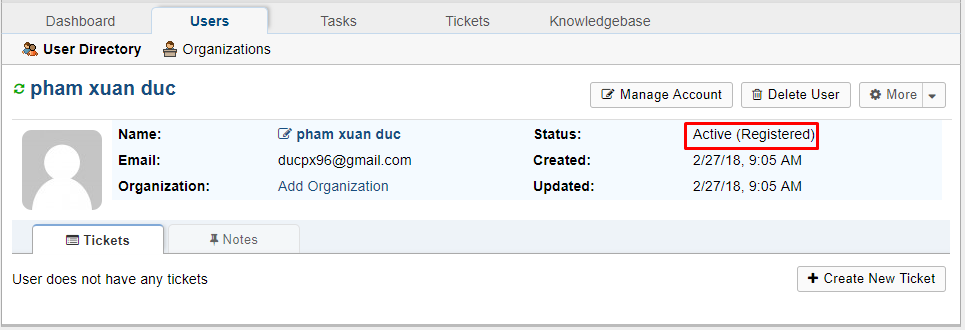 Dashboard Users Tasks Tickets Knowledgebase
User Directory Organizations
pham xuan duc
Manage Account Delete User More
Name: pham xuan duc Status: Active (Registered)
Email: ducpx96@gmail.com Created: 2/27/18, 9:05 AM
Organization: Add Organization Updated: 2/27/18, 9:05 AM
Tickets Notes
User does not have any tickets Create New Ticket